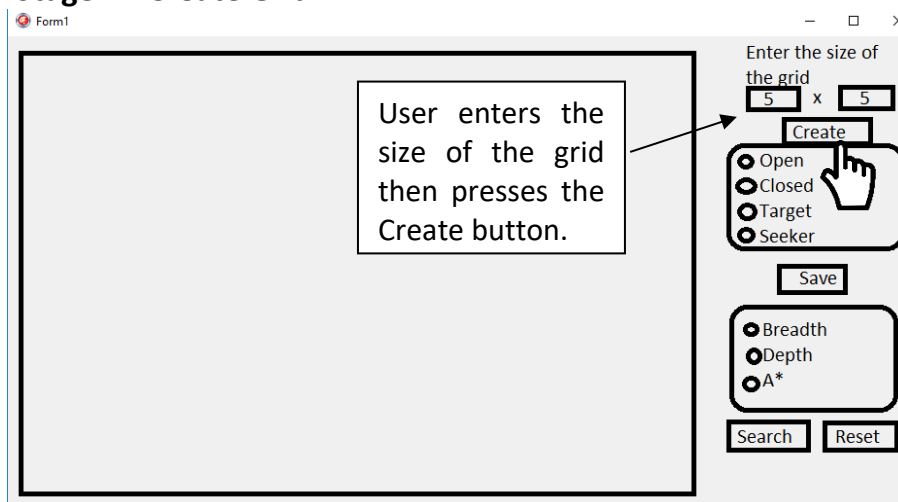 Form1
Enter the size of
the grid
5 x 5
Create
User enters the
size of the grid
then presses the
Create button.
Open
Closed
Target
Seeker
Save
Breadth
Depth
A*
Search Reset